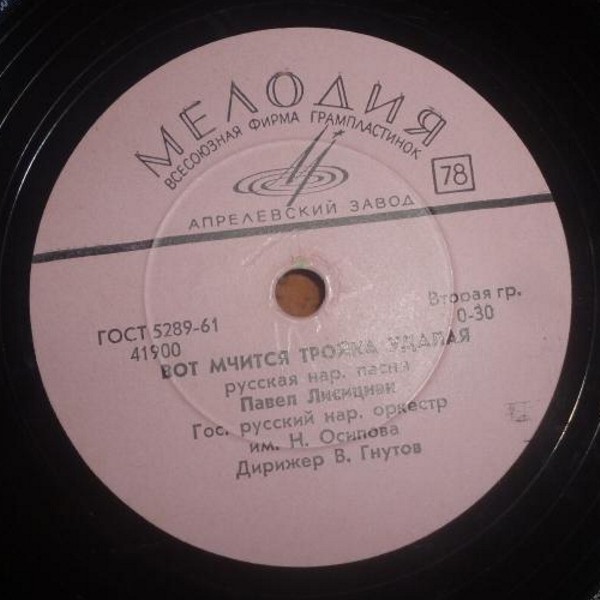 МЕЛОДИЯ
ВСЕСОЮЗНАЯ ФИРМА ГРАМПЛАСТИНОК
78
АПРЕЛЕВСКИЙ ЗАВОД
ГОСТ 5289-61
41900
Вторая гр.
0-30
ВОТ МЧИТСЯ ТРОЙКА УДАЛАЯ
русская нар. песня
Павел Лисициан
Гос. русский нар. оркестр
им. Н. Осипова
Дирижер В. Гнутов